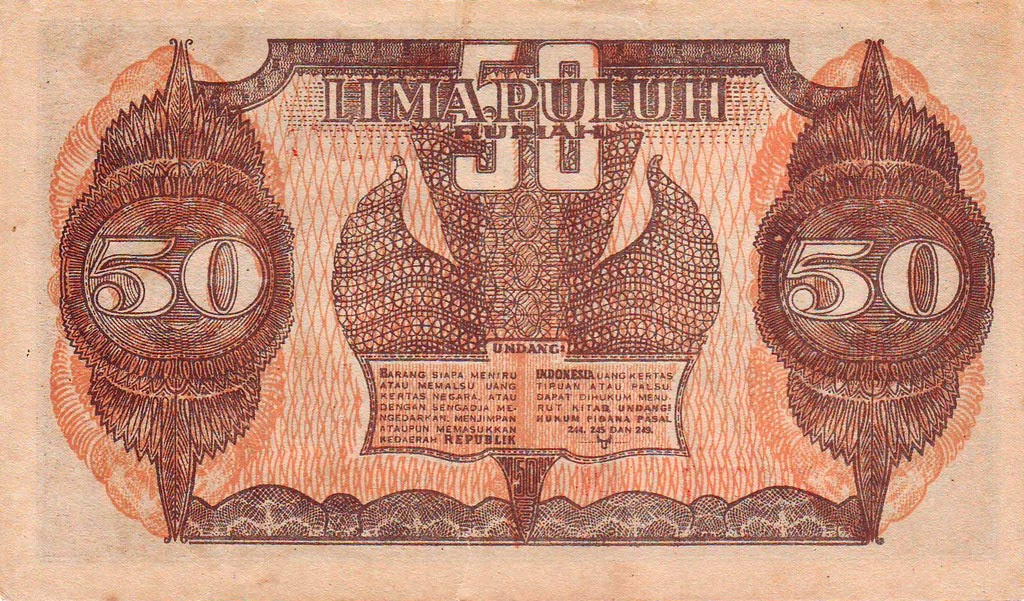 50
LIMA PULUH
RUPIAH
50
50
UNDANG²
BARANG SIAPA MENIRU
ATAU MEMALSU UANG
KERTAS NEGARA, ATAU
DENGAN SENGADJA ME-
NGEDARKAN, MENJIMPAN
ATAUPUN MEMASUKKAN
KEDAERAH REPUBLIK
INDONESIA UANG KERTAS
TIRUAN ATAU PALSU,
DAPAT DIHUKUM MENU-
RUT KITAB UNDANG²
HUKUM PIDANA PASAL
244, 245 DAN 249.
50